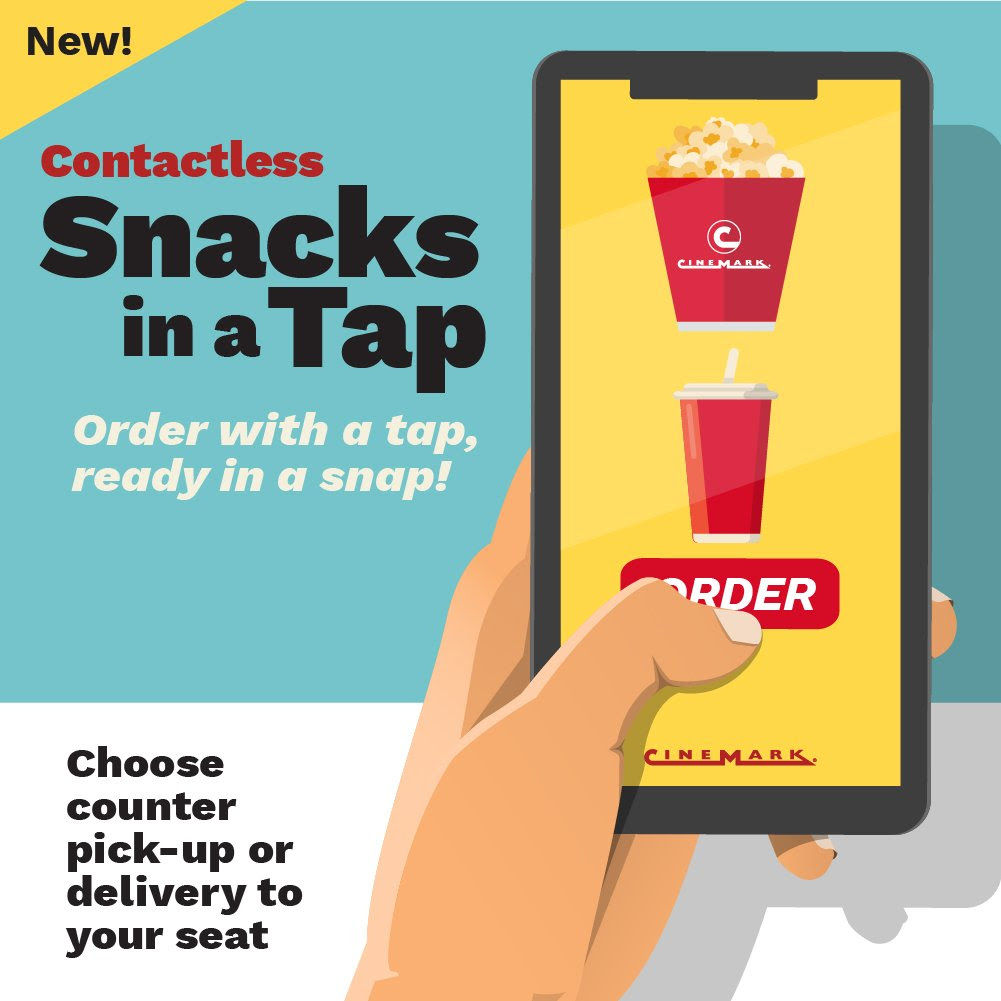 New!
Contactless
Snacks
in a Tap
Order with a tap,
ready in a snap!
C
CINEMARK.
ORDER
CINEMARK.
Choose
counter
pick-up or
delivery to
your seat